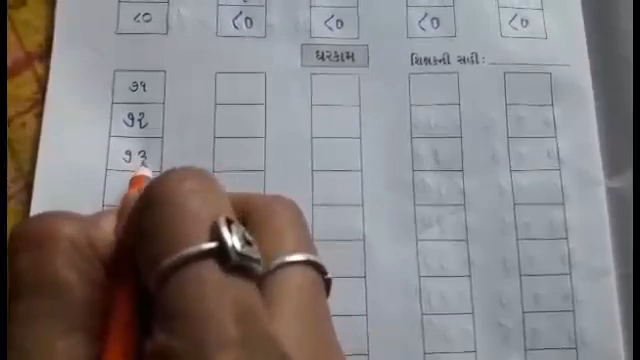 ૮૦ ૮૦ ૮૦ ૮૦ ૮૦
ઘરકામ શિક્ષકની સહી :
૭૧
૭૨
૭૩